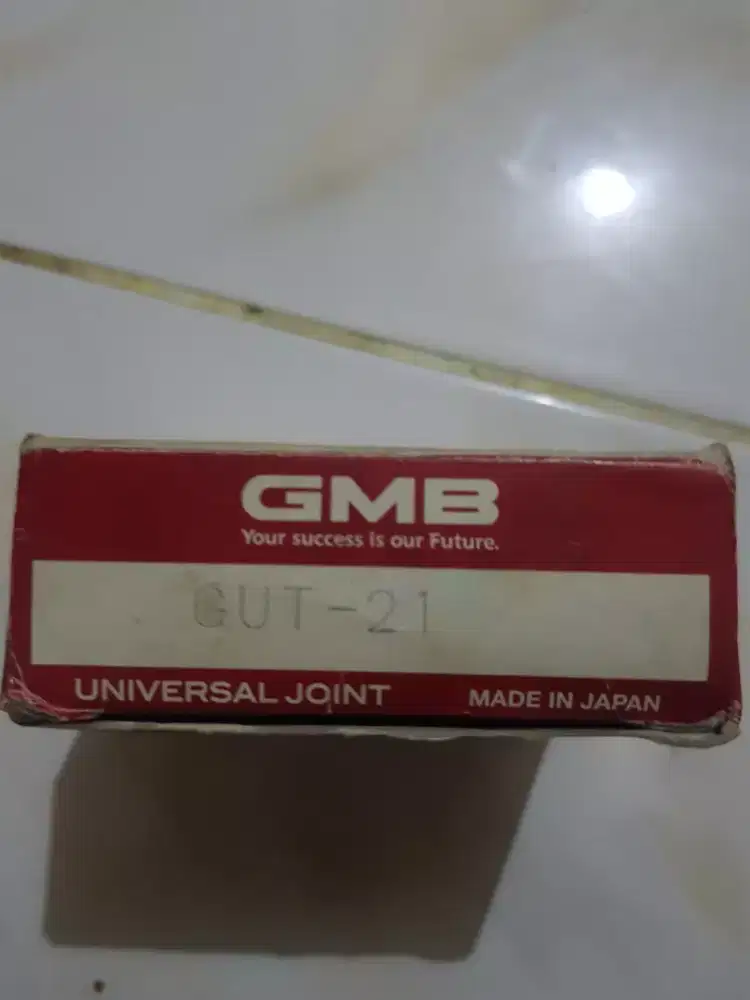 GMB
Your success is our Future.
GUT-21
UNIVERSAL JOINT
MADE IN JAPAN